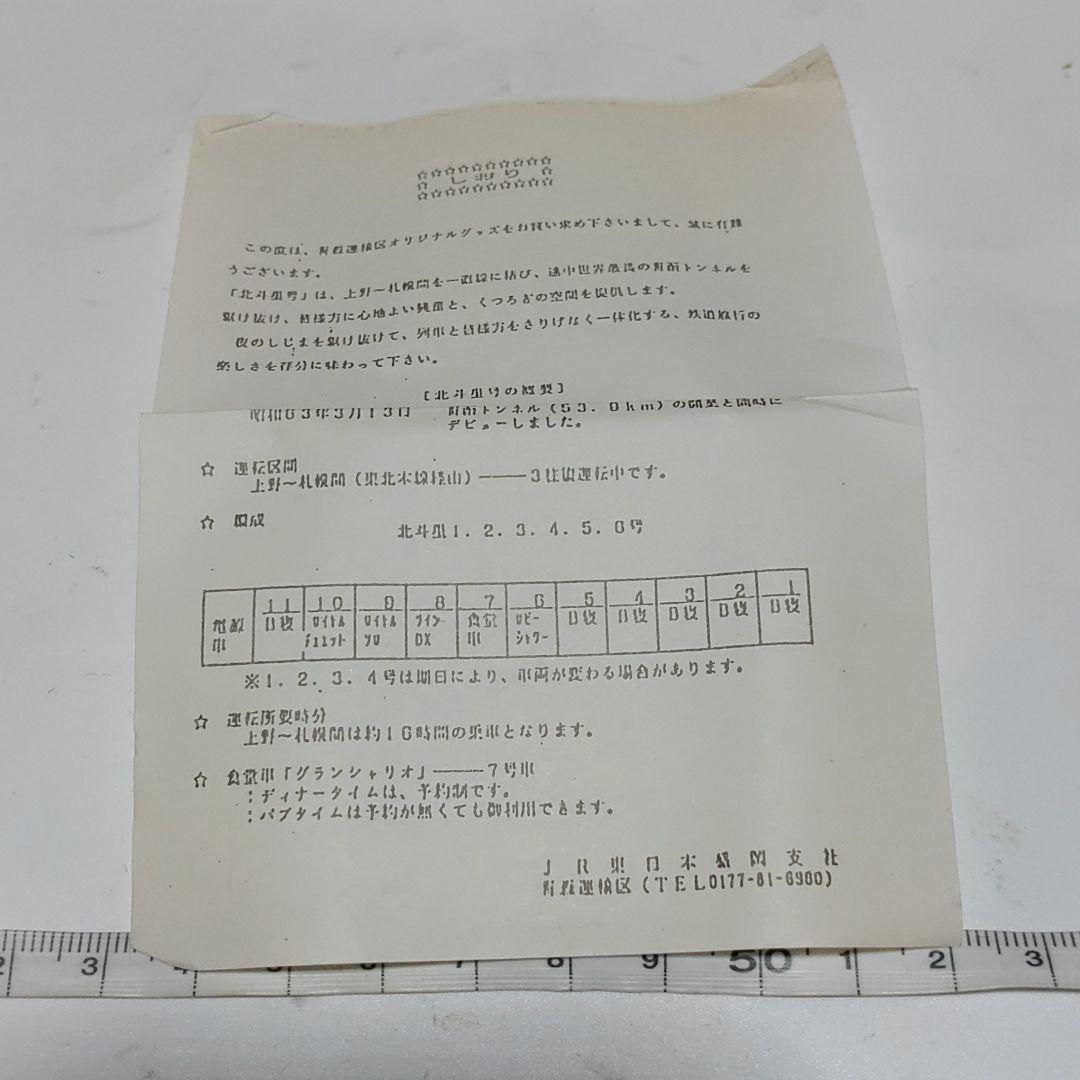 ☆☆☆☆☆☆☆☆☆☆
☆ しおり ☆
☆☆☆☆☆☆☆☆☆☆
この度は、青森運転区オリジナルグッズをお買い求め下さいまして、誠に有難
うございます。
「北斗星号」は、上野~札幌間を一直線に結び、途中世界最長の青函トンネルを
駆け抜け、皆様方に心地よい興奮と、くつろぎの空間を提供します。
夜のしじまを駆け抜けて、列車と皆様方をさりげなく一体化する、鉄道旅行の
楽しさを存分に味わって下さい。
[北斗星号の概要]
昭和63年3月13日 青函トンネル(53.9km)の開業と同時に
デビューしました。
☆ 運転区間
上野~札幌間(東北本線経由)――3往復運転中です。
☆ 編成
北斗星1.2.3.4.5.6号
電源車 11 10 9 8 7 6 5 4 3 2 1
B寝 ロイヤル ロイヤル ツイン 食堂 ロビー B寝 B寝 B寝 B寝 B寝
デュエット ソロ DX 車 シャワー
※1.2.3.4号は期日により、車両が変わる場合があります。
☆ 運転所要時分
上野~札幌間は約16時間の乗車となります。
☆ 食堂車「グランシャリオ」――7号車
:ディナータイムは、予約制です。
:パブタイムは予約が無くても御利用できます。
JR東日本盛岡支社
青森運転区(TEL0177-81-6980)